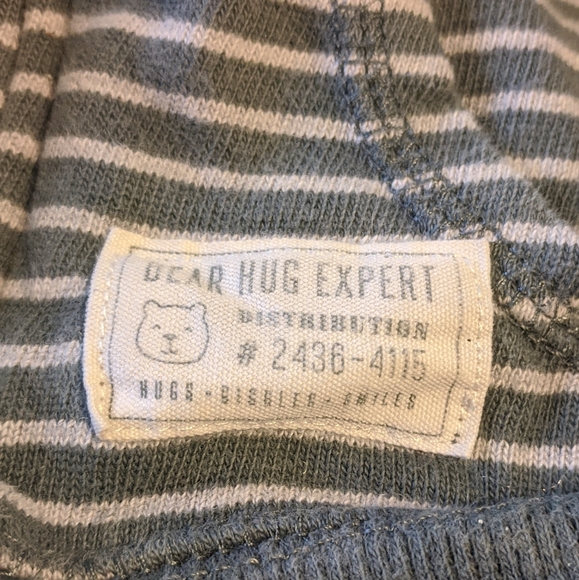 BEAR HUG EXPERT
DISTRIBUTION
# 2436-4115
HUGS - GIGGLES - SMILES